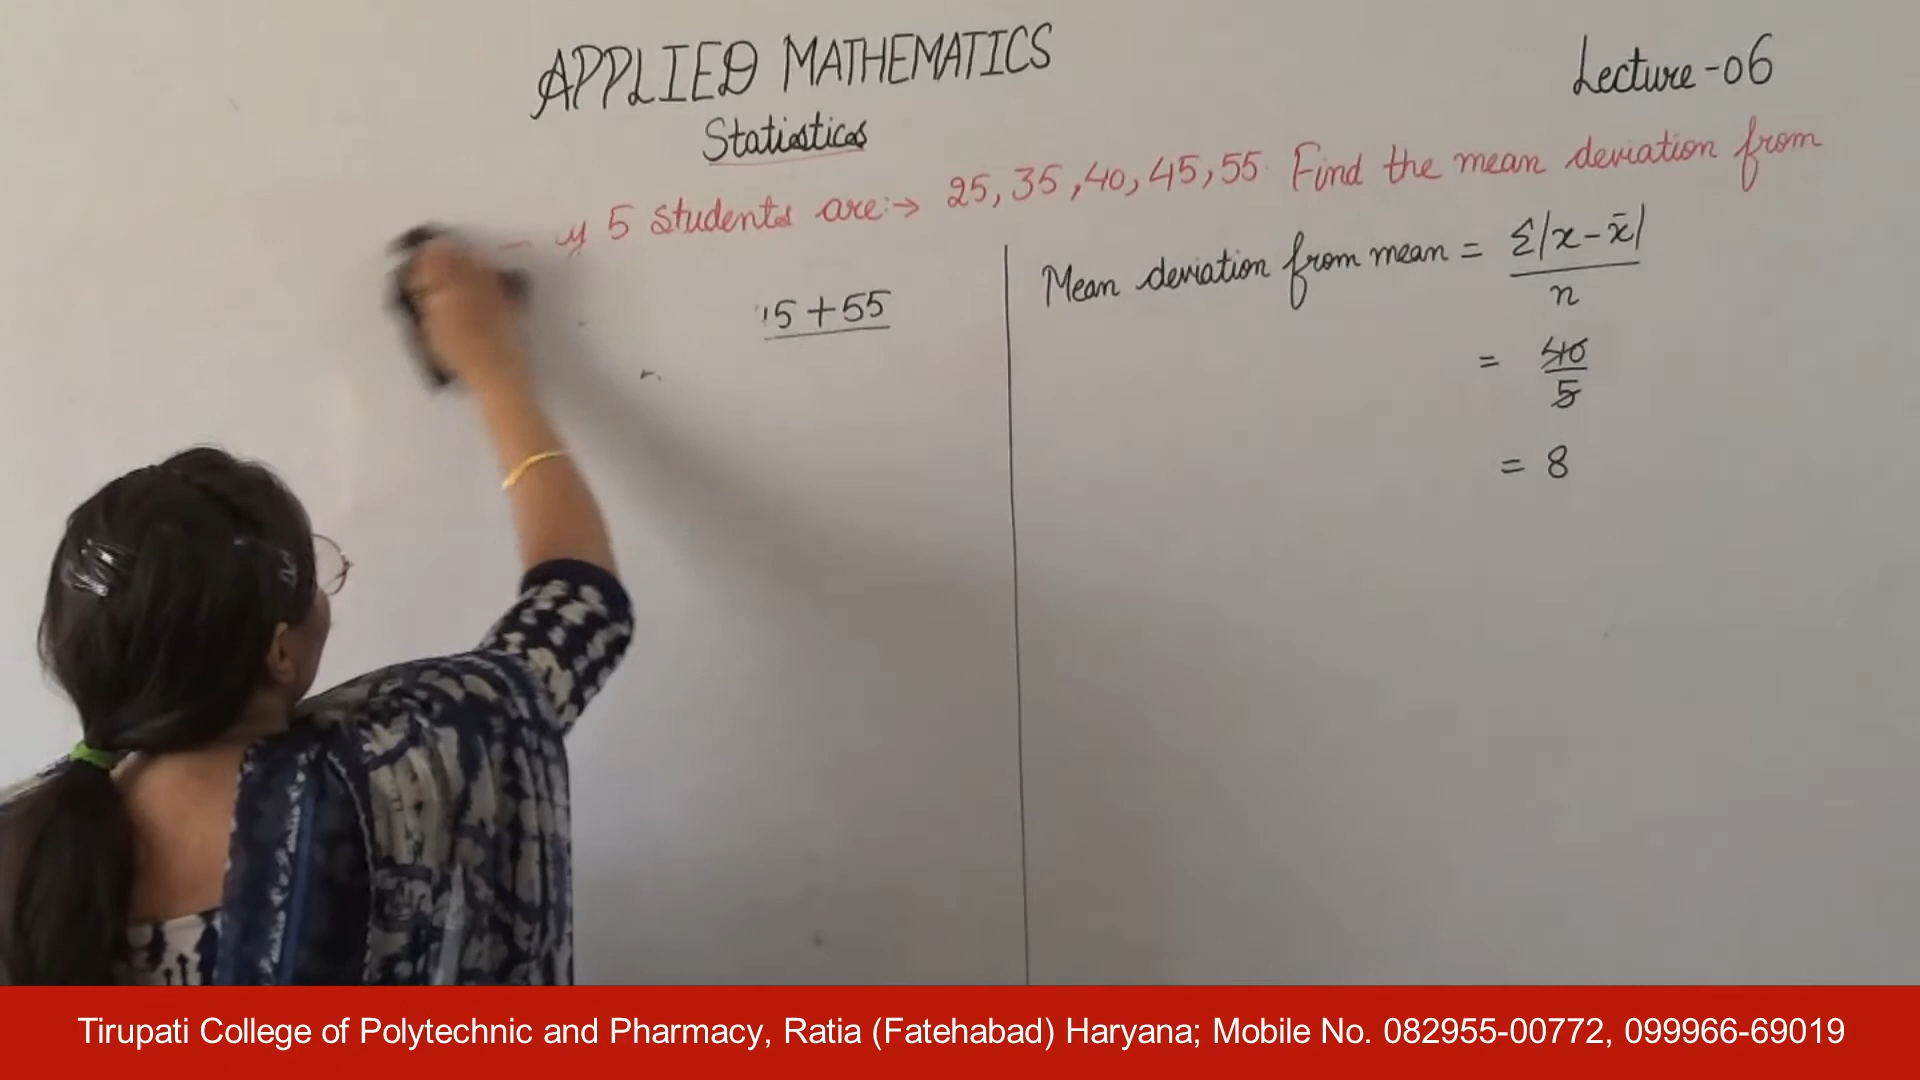 APPLIED MATHEMATICS
Lecture-06
Statistics
5 students are:→ 25, 35, 40, 45, 55. Find the mean deviation from
5+55
Mean deviation from mean = Σ|x-x̄|
n
= 40
5
= 8
Tirupati College of Polytechnic and Pharmacy, Ratia (Fatehabad) Haryana; Mobile No. 082955-00772, 099966-69019